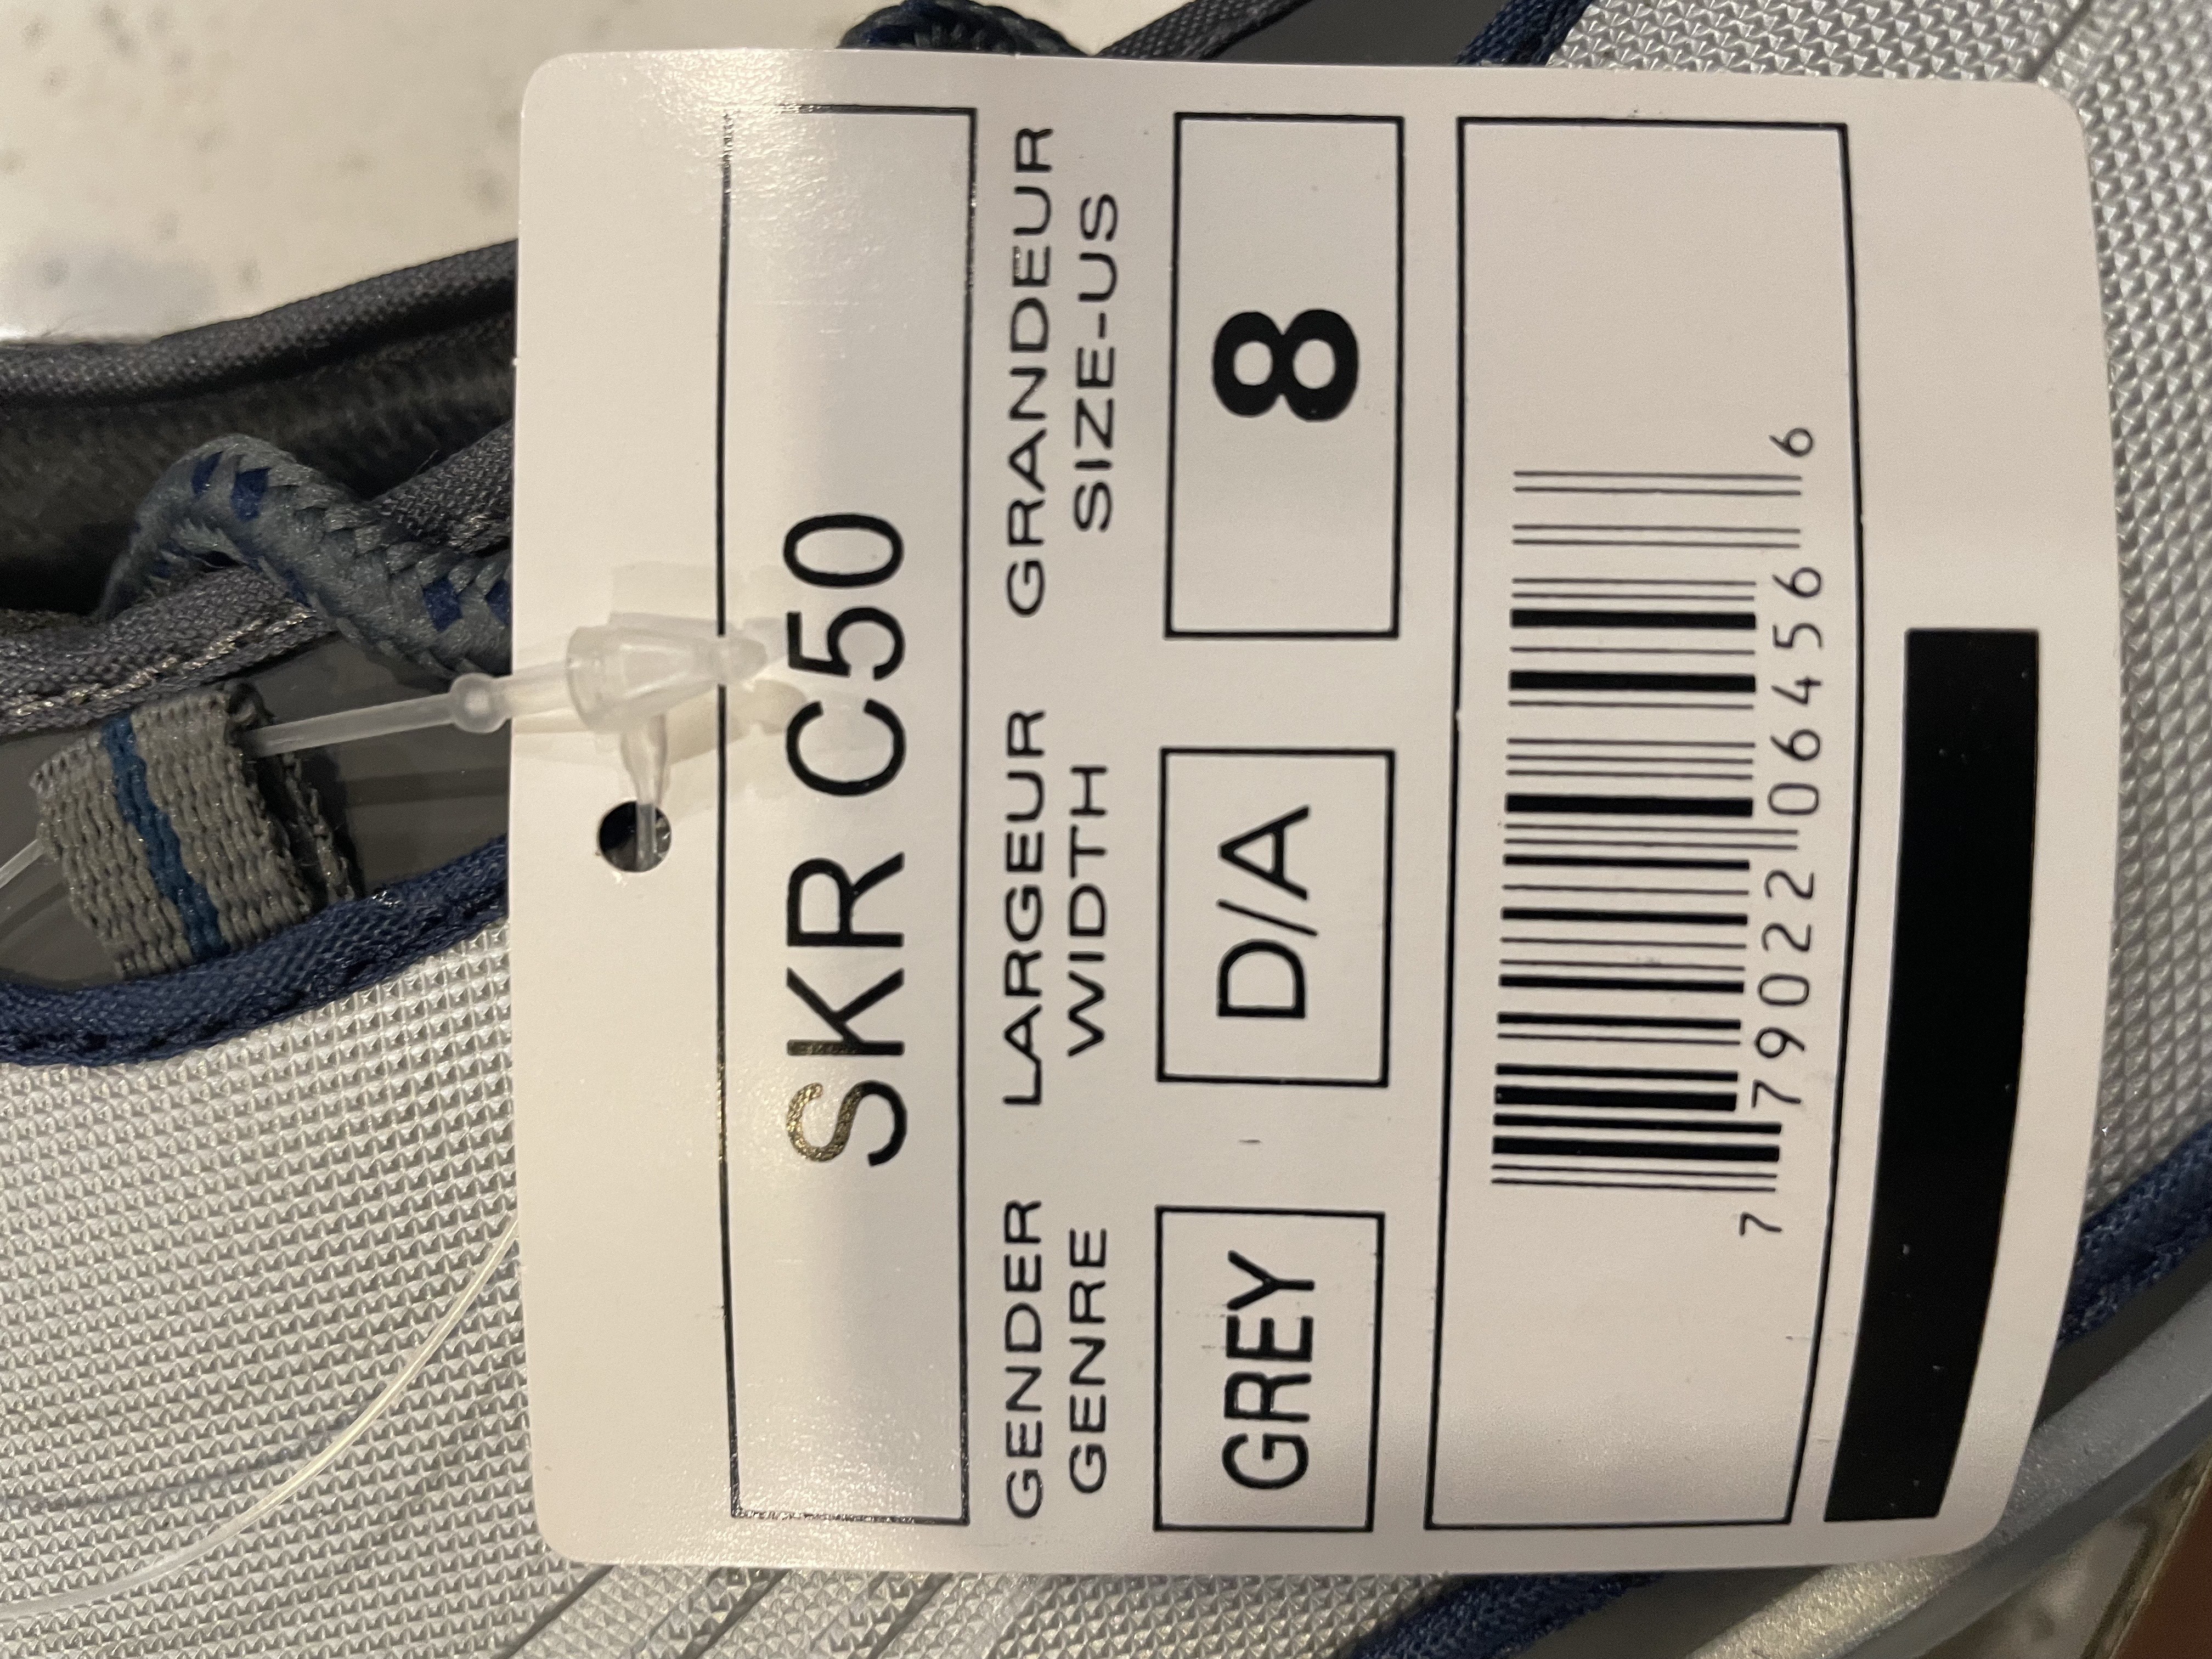 SKR C50
GENDER LARGEUR GRANDEUR
GENRE WIDTH SIZE-US
GREY D/A 8
7 79022 06456 6